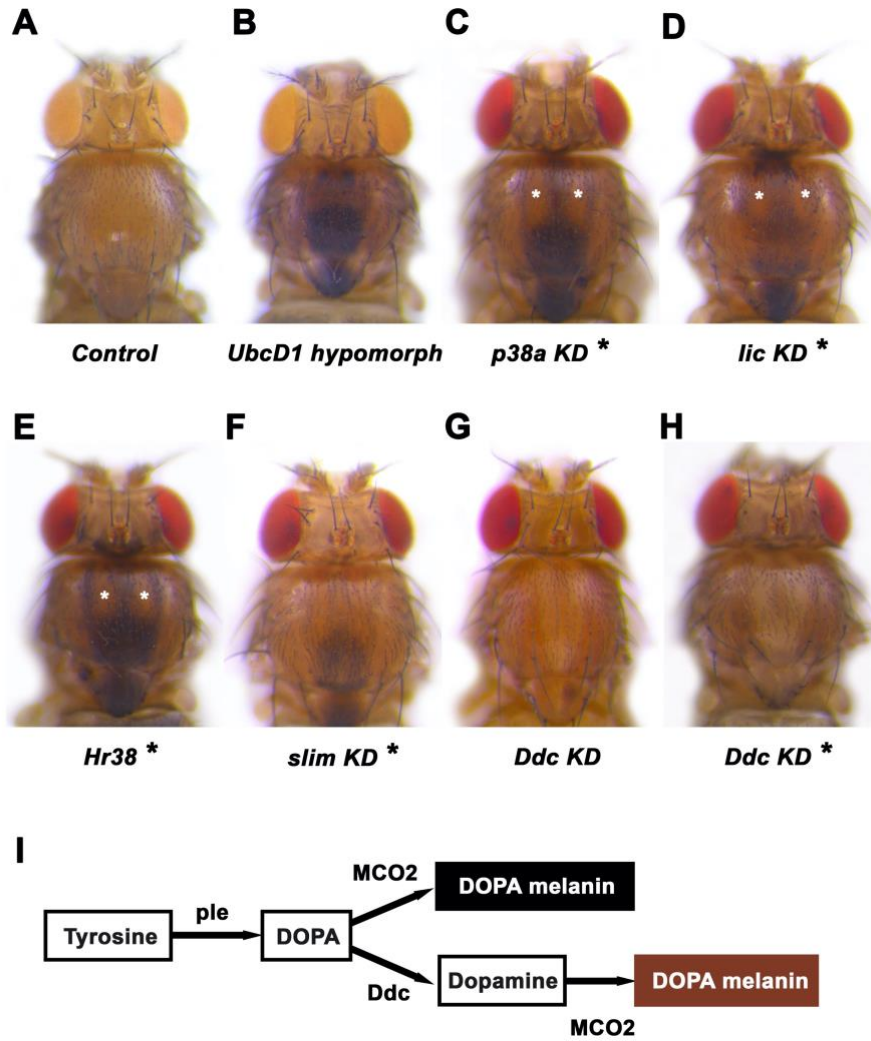 A B C D
Control UbcD1 hypomorph p38a KD * lic KD *
* * * *
E F G H
* *
Hr38 * slim KD * Ddc KD Ddc KD *
I
MCO2 DOPA melanin
ple
Tyrosine DOPA
Ddc Dopamine DOPA melanin
MCO2